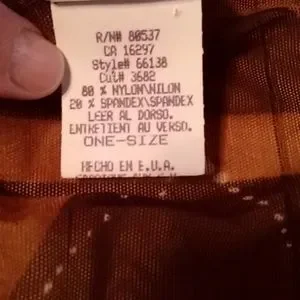 R/N# 80537
CA 16297
Style# 66138
Cut# 3682
80 % NYLON\NILON
20 % SPANDEX\SPANDEX
LEER AL DORSO.
ENTRETIENT AU VERSO.
ONE-SIZE
HECHO EN E.U.A.